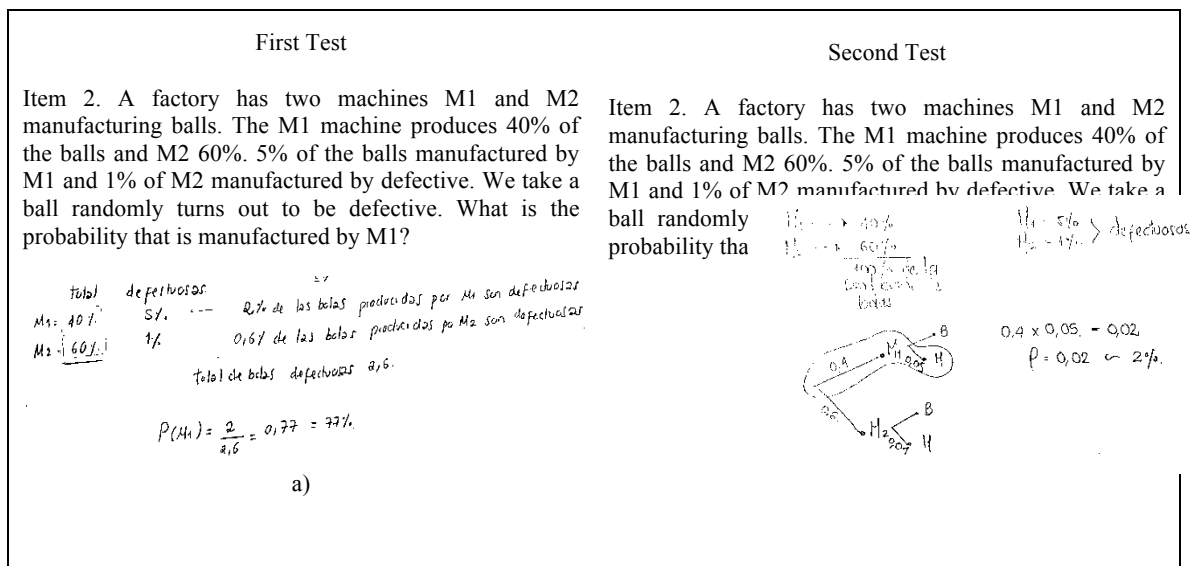 First Test
Item 2. A factory has two machines M1 and M2
manufacturing balls. The M1 machine produces 40% of
the balls and M2 60%. 5% of the balls manufactured by
M1 and 1% of M2 manufactured by defective. We take a
ball randomly turns out to be defective. What is the
probability that is manufactured by M1?
total defectuosas
M1= 40% 5% --- 2% de las bolas producidas por M1 son defectuosas
M2= 60% 1% 0,6% de las bolas producidas po M2 son defectuosas
total de bolas defectuosas 2,6.
P(M1) = 2/2,6 = 0,77 = 77%.
a)
Second Test
Item 2. A factory has two machines M1 and M2
manufacturing balls. The M1 machine produces 40% of
the balls and M2 60%. 5% of the balls manufactured by
M1 and 1% of M2 manufactured by defective. We take a
ball randomly
probability tha
M1 --→ 40%
M --→ 60%
100% de la
bolas
M1 - 5%
M2 - 1% > defectuosos
0.4 M1 B
0,05 M
0,6 M2 B
M
0,4 x 0,05 = 0,02
P = 0,02 ~ 2%.